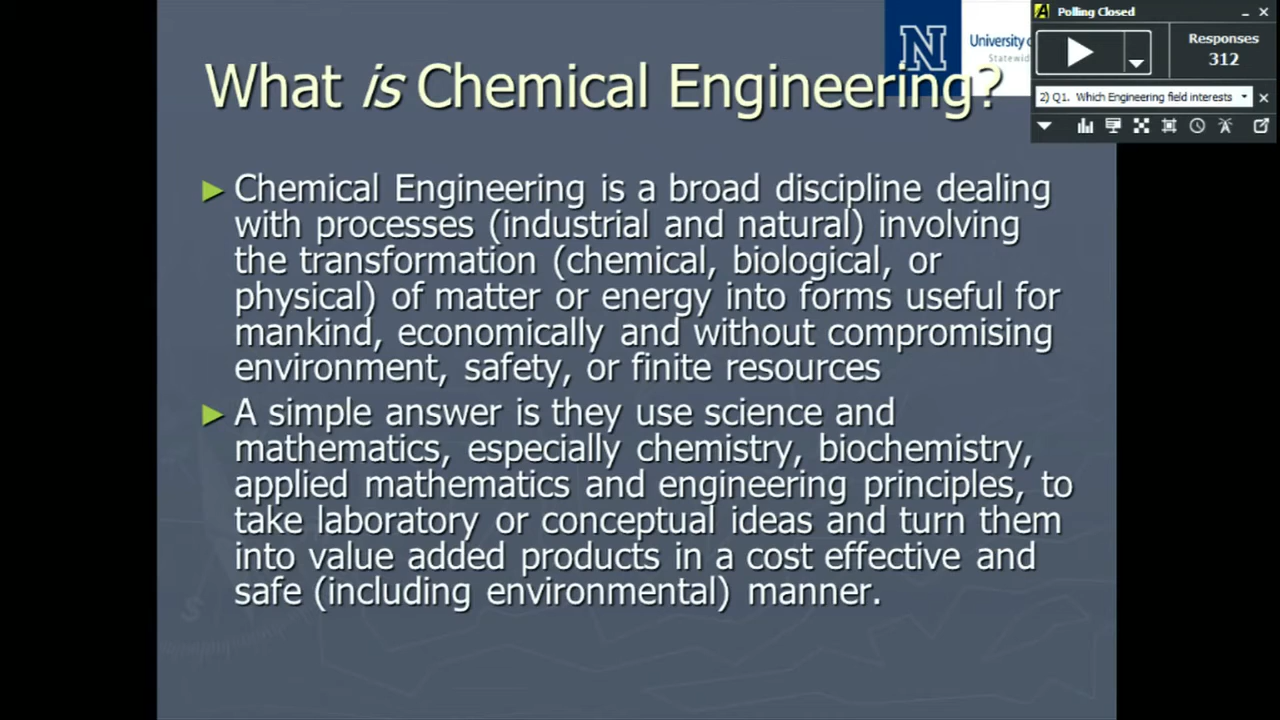 Polling Closed
Responses
312
2) Q1. Which Engineering field interests
N
University o
Statewid
What is Chemical Engineering?
Chemical Engineering is a broad discipline dealing
with processes (industrial and natural) involving
the transformation (chemical, biological, or
physical) of matter or energy into forms useful for
mankind, economically and without compromising
environment, safety, or finite resources
A simple answer is they use science and
mathematics, especially chemistry, biochemistry,
applied mathematics and engineering principles, to
take laboratory or conceptual ideas and turn them
into value added products in a cost effective and
safe (including environmental) manner.
S